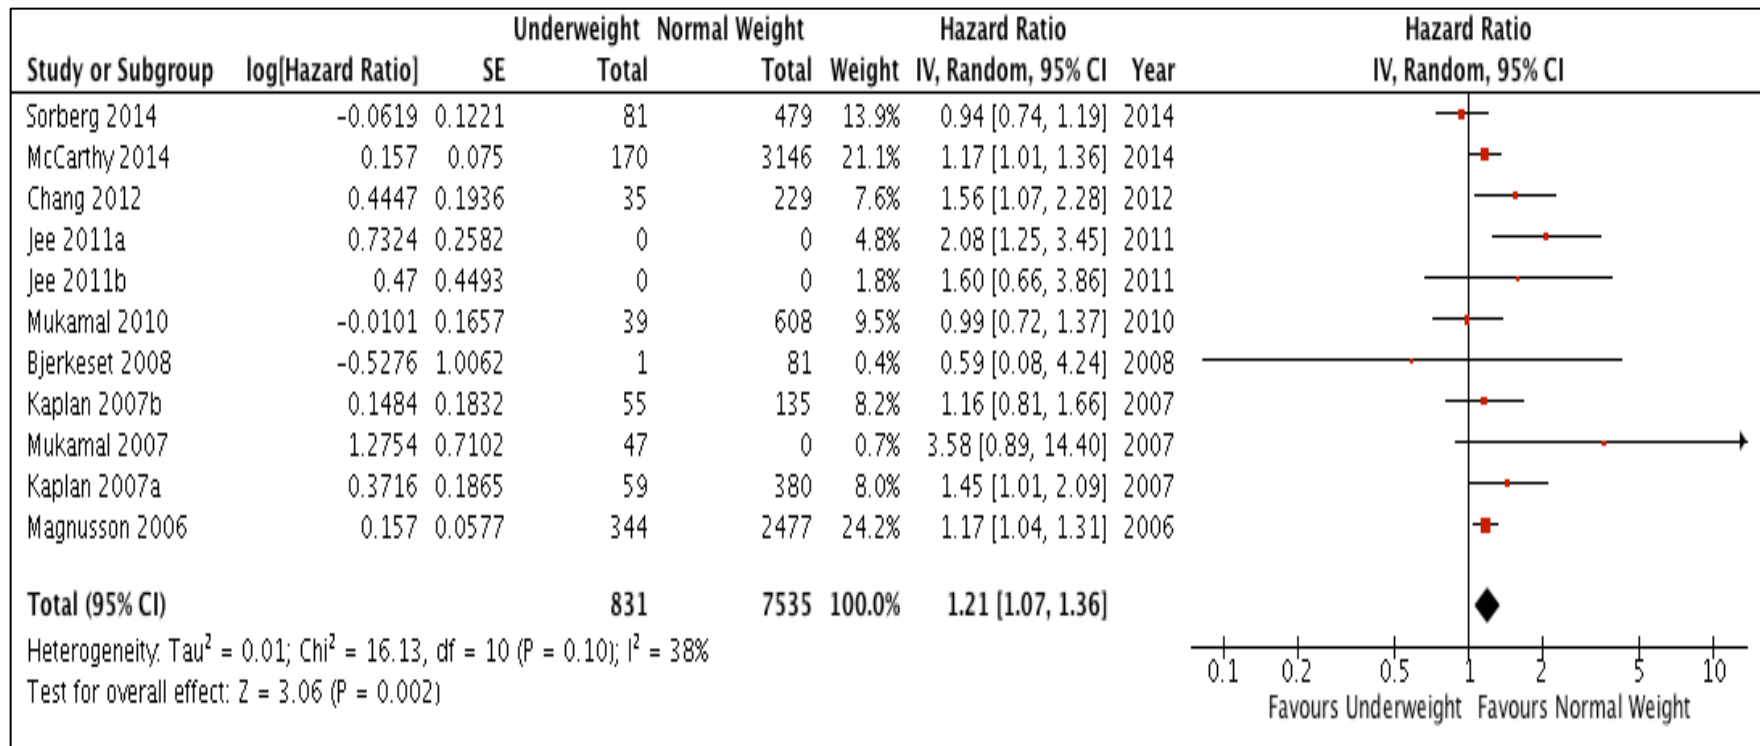 Underweight Normal Weight Hazard Ratio Hazard Ratio
Study or Subgroup log[Hazard Ratio] SE Total Total Weight IV, Random, 95% CI Year IV, Random, 95% CI
Sorberg 2014 −0.0619 0.1221 81 479 13.9% 0.94 [0.74, 1.19] 2014
McCarthy 2014 0.157 0.075 170 3146 21.1% 1.17 [1.01, 1.36] 2014
Chang 2012 0.4447 0.1936 35 229 7.6% 1.56 [1.07, 2.28] 2012
Jee 2011a 0.7324 0.2582 0 0 4.8% 2.08 [1.25, 3.45] 2011
Jee 2011b 0.47 0.4493 0 0 1.8% 1.60 [0.66, 3.86] 2011
Mukamal 2010 −0.0101 0.1657 39 608 9.5% 0.99 [0.72, 1.37] 2010
Bjerkeset 2008 −0.5276 1.0062 1 81 0.4% 0.59 [0.08, 4.24] 2008
Kaplan 2007b 0.1484 0.1832 55 135 8.2% 1.16 [0.81, 1.66] 2007
Mukamal 2007 1.2754 0.7102 47 0 0.7% 3.58 [0.89, 14.40] 2007
Kaplan 2007a 0.3716 0.1865 59 380 8.0% 1.45 [1.01, 2.09] 2007
Magnusson 2006 0.157 0.0577 344 2477 24.2% 1.17 [1.04, 1.31] 2006
Total (95% CI) 831 7535 100.0% 1.21 [1.07, 1.36]
Heterogeneity: Tau² = 0.01; Chi² = 16.13, df = 10 (P = 0.10); I² = 38%
Test for overall effect: Z = 3.06 (P = 0.002)
0.1 0.2 0.5 1 2 5 10
Favours Underweight Favours Normal Weight